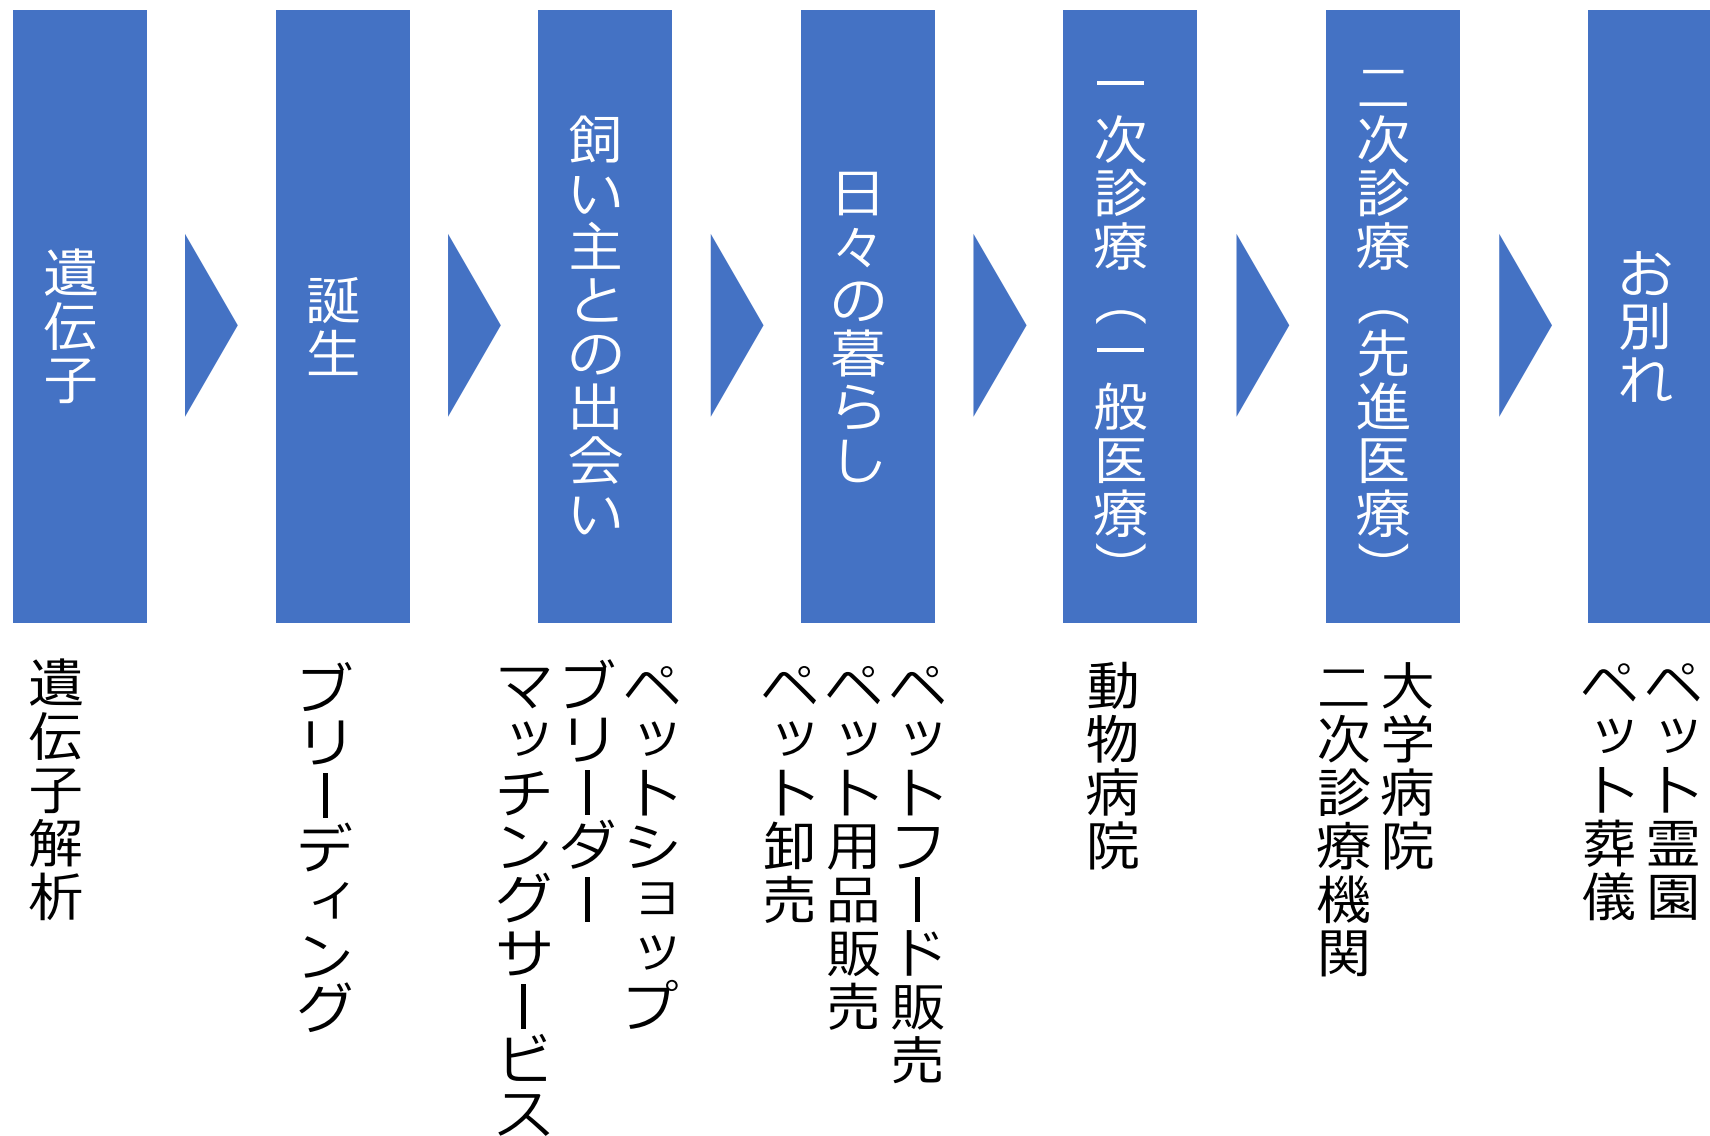 遺伝子
誕生
飼い主との出会い
日々の暮らし
一次診療（一般医療）
二次診療（先進医療）
お別れ
遺伝子解析
ブリーディング
ペットショップ
ブリーダー
マッチングサービス
ペットフード販売
ペット用品販売
ペット卸売
動物病院
大学病院
二次診療機関
ペット霊園
ペット葬儀